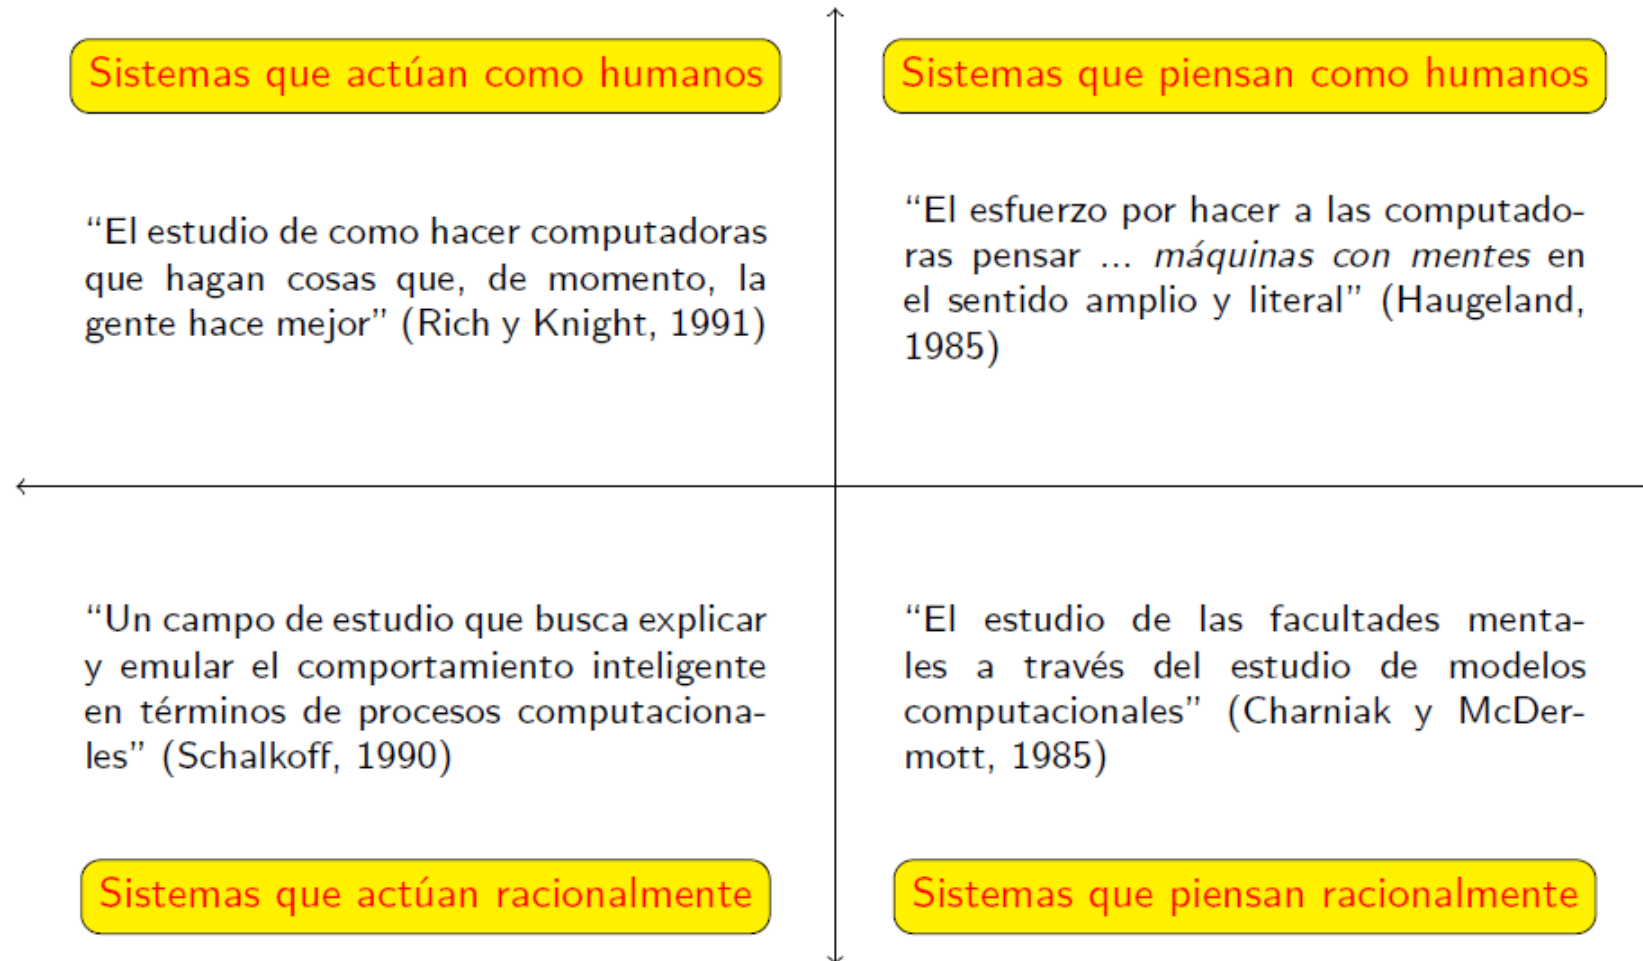 Sistemas que actúan como humanos
“El estudio de como hacer computadoras
que hagan cosas que, de momento, la
gente hace mejor” (Rich y Knight, 1991)
Sistemas que piensan como humanos
“El esfuerzo por hacer a las computado-
ras pensar ... máquinas con mentes en
el sentido amplio y literal” (Haugeland,
1985)
“Un campo de estudio que busca explicar
y emular el comportamiento inteligente
en términos de procesos computaciona-
les” (Schalkoff, 1990)
Sistemas que actúan racionalmente
“El estudio de las facultades menta-
les a través del estudio de modelos
computacionales” (Charniak y McDer-
mott, 1985)
Sistemas que piensan racionalmente